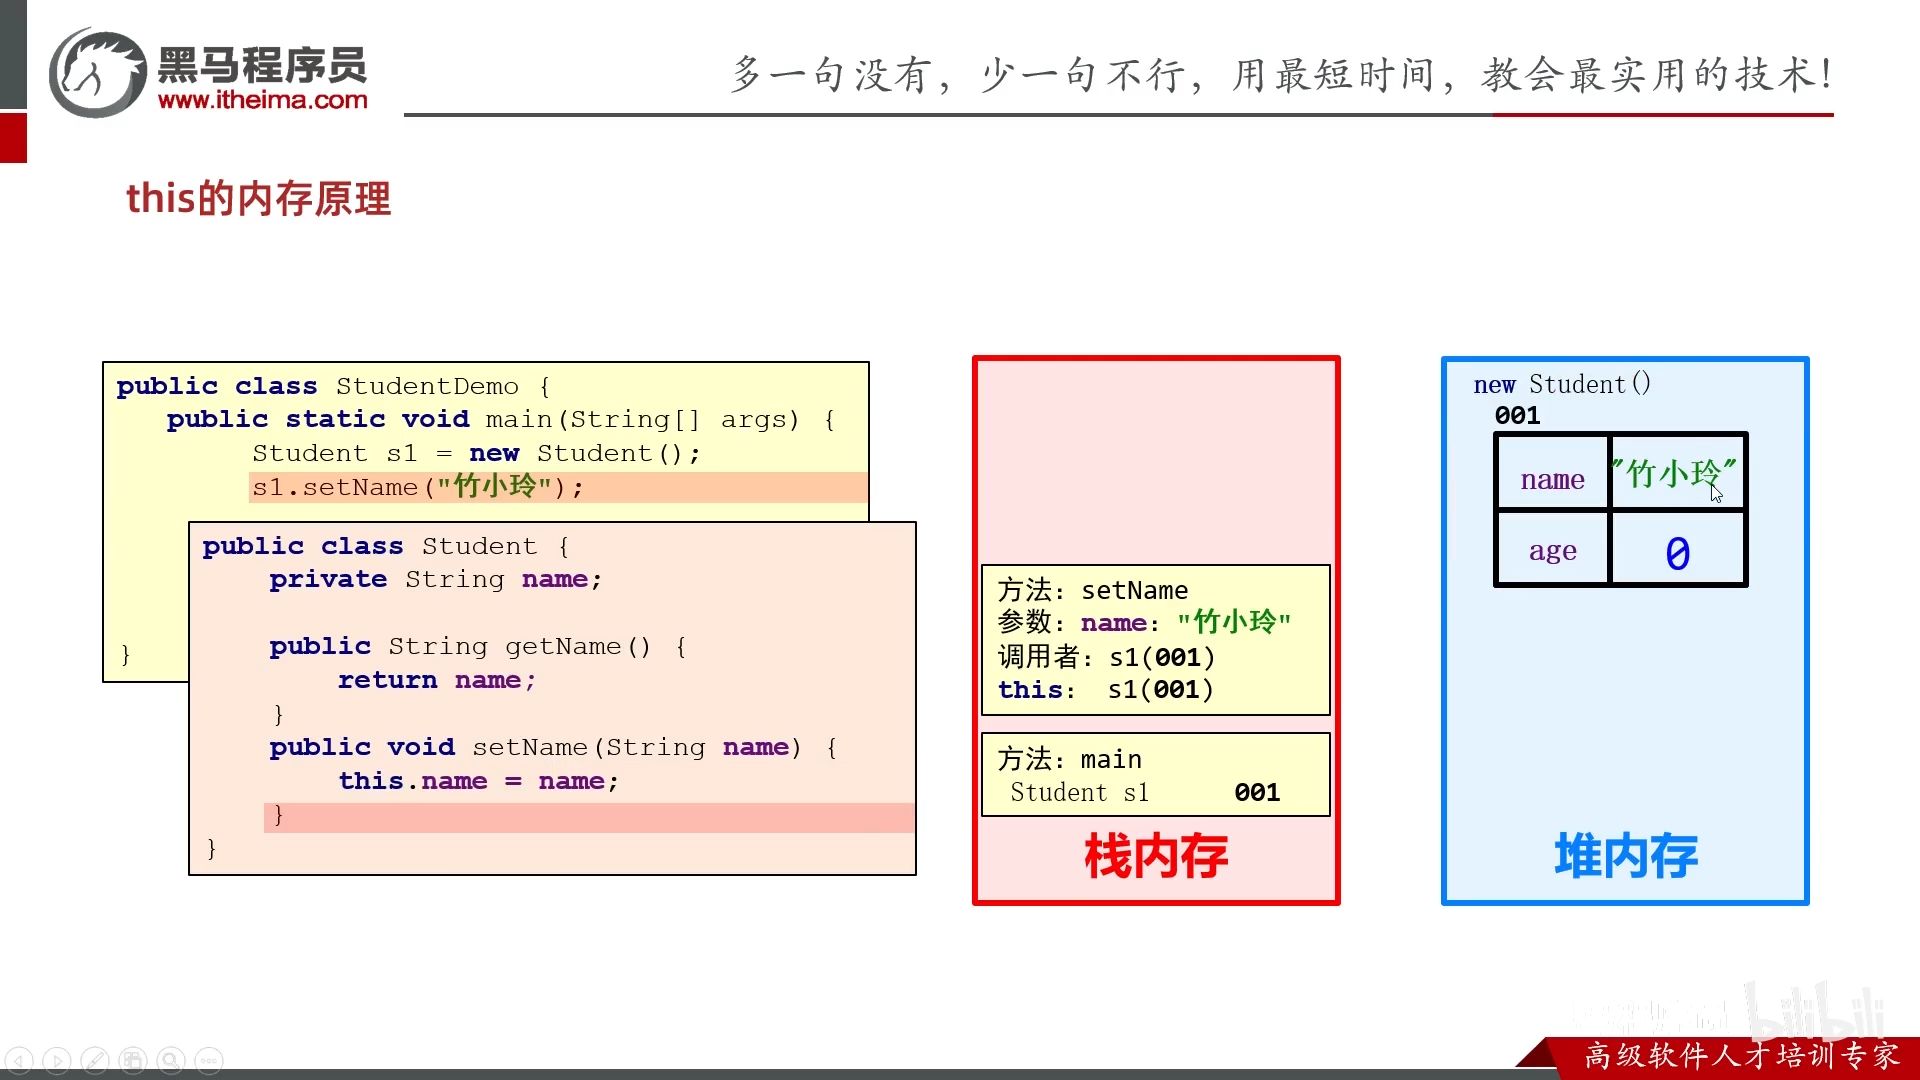 黑马程序员
www.itheima.com
多一句没有，少一句不行，用最短时间，教会最实用的技术！
this的内存原理
public class StudentDemo {
public static void main(String[] args) {
Student s1 = new Student();
s1.setName("竹小玲");
}
public class Student {
private String name;
public String getName() {
return name;
}
public void setName(String name) {
this.name = name;
}
}
方法：setName
参数：name："竹小玲"
调用者：s1(001)
this： s1(001)
方法：main
Student s1 001
栈内存
new Student()
001
name "竹小玲"
age 0
堆内存
bilibili
高级软件人才培训专家